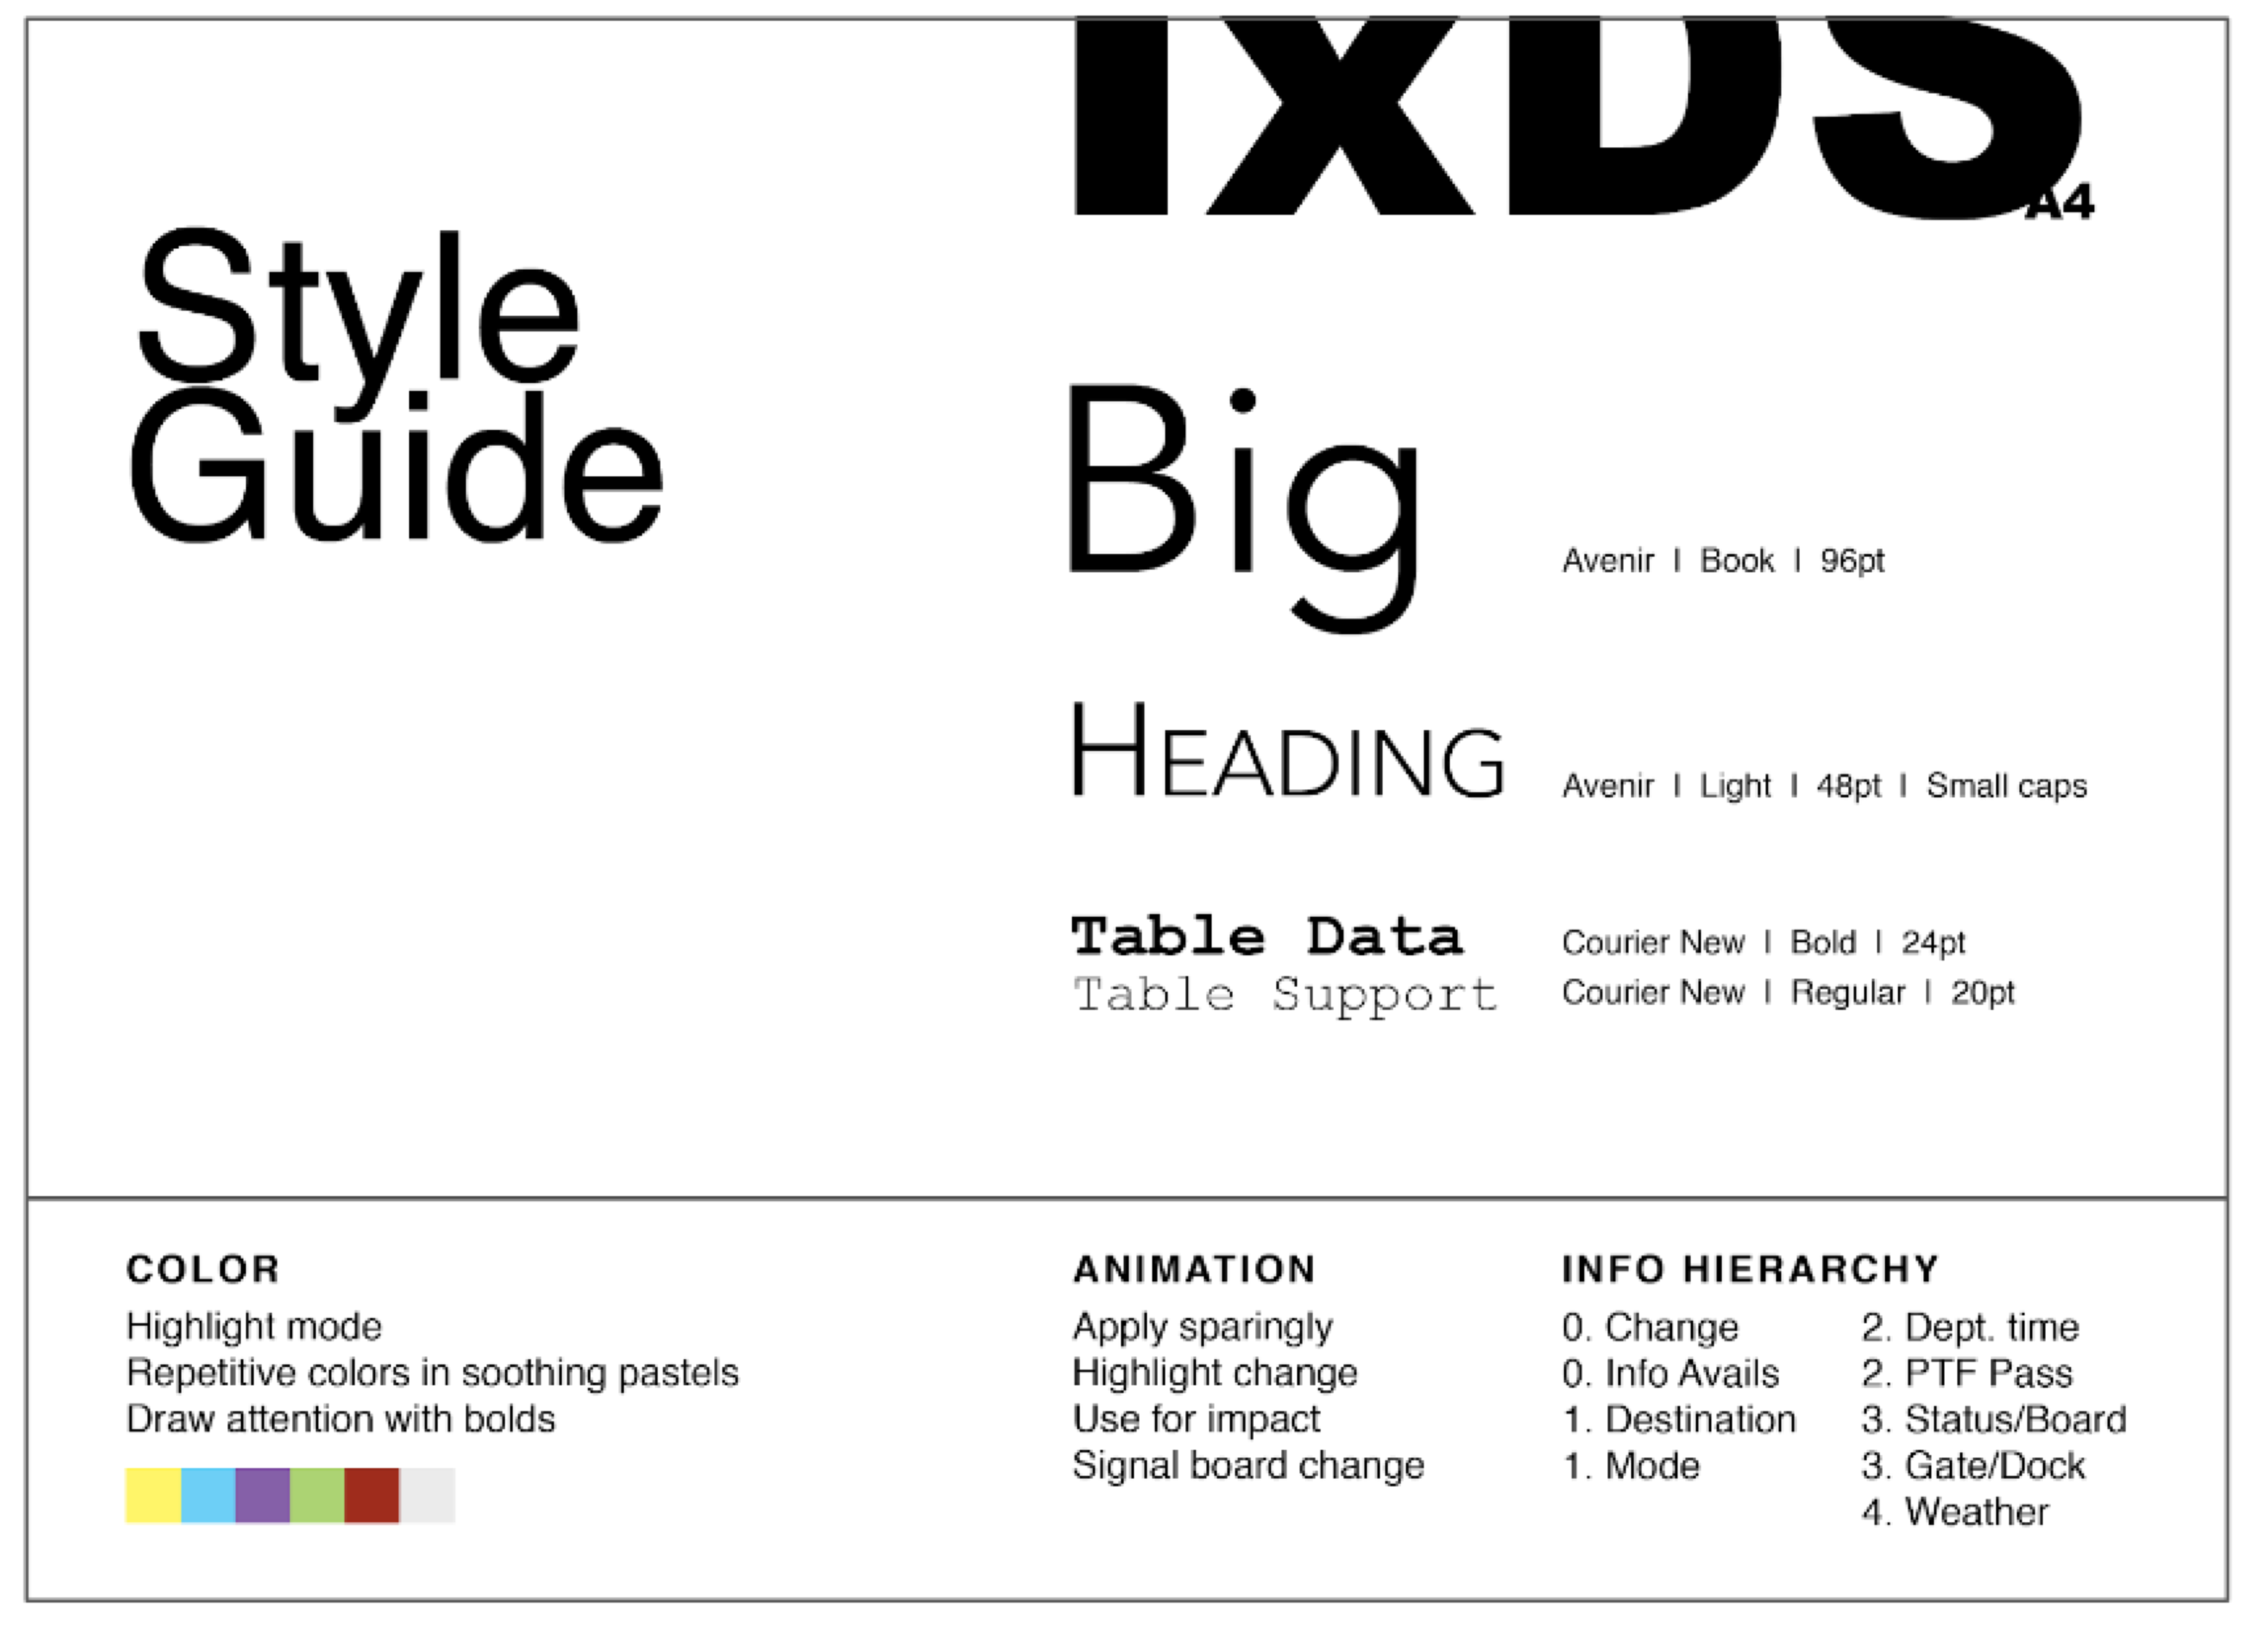 IxDS
A4
Style
Guide
Big
Avenir | Book | 96pt
HEADING
Avenir | Light | 48pt | Small caps
Table Data
Courier New | Bold | 24pt
Table Support
Courier New | Regular | 20pt
COLOR
Highlight mode
Repetitive colors in soothing pastels
Draw attention with bolds
ANIMATION
Apply sparingly
Highlight change
Use for impact
Signal board change
INFO HIERARCHY
0. Change
0. Info Avails
1. Destination
1. Mode
2. Dept. time
2. PTF Pass
3. Status/Board
3. Gate/Dock
4. Weather